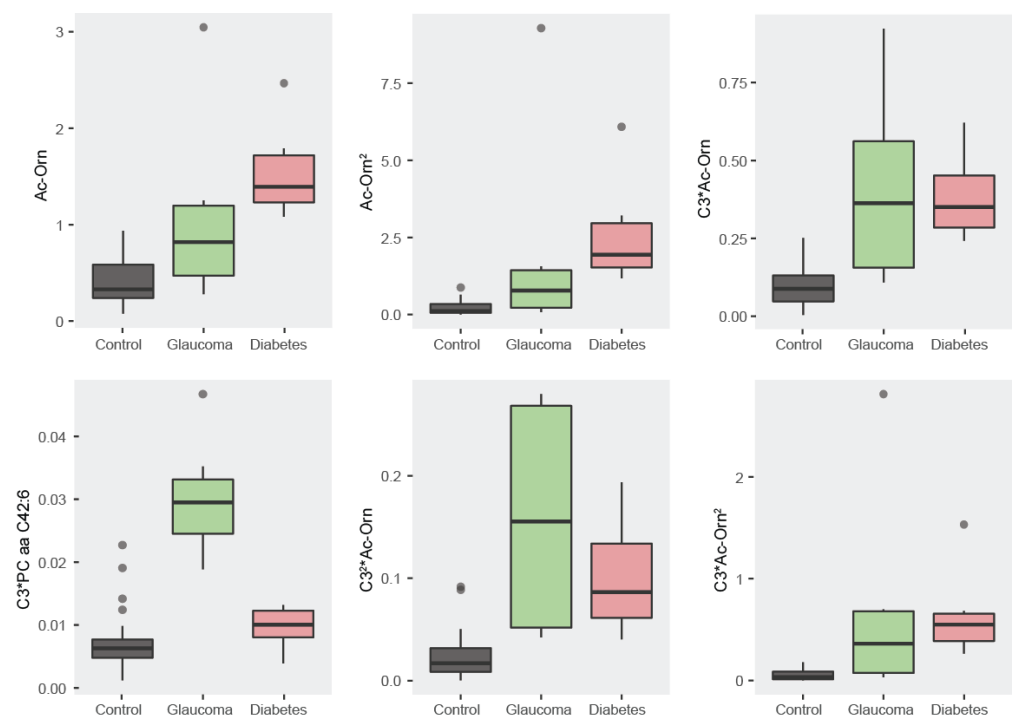 Ac-Orn
3
2
1
0
Control Glaucoma Diabetes
Ac-Orn²
7.5
5.0
2.5
0.0
Control Glaucoma Diabetes
C3*Ac-Orn
0.75
0.50
0.25
0.00
Control Glaucoma Diabetes
C3*PC aa C42:6
0.04
0.03
0.02
0.01
0.00
Control Glaucoma Diabetes
C3²*Ac-Orn
0.2
0.1
0.0
Control Glaucoma Diabetes
C3*Ac-Orn²
2
1
0
Control Glaucoma Diabetes